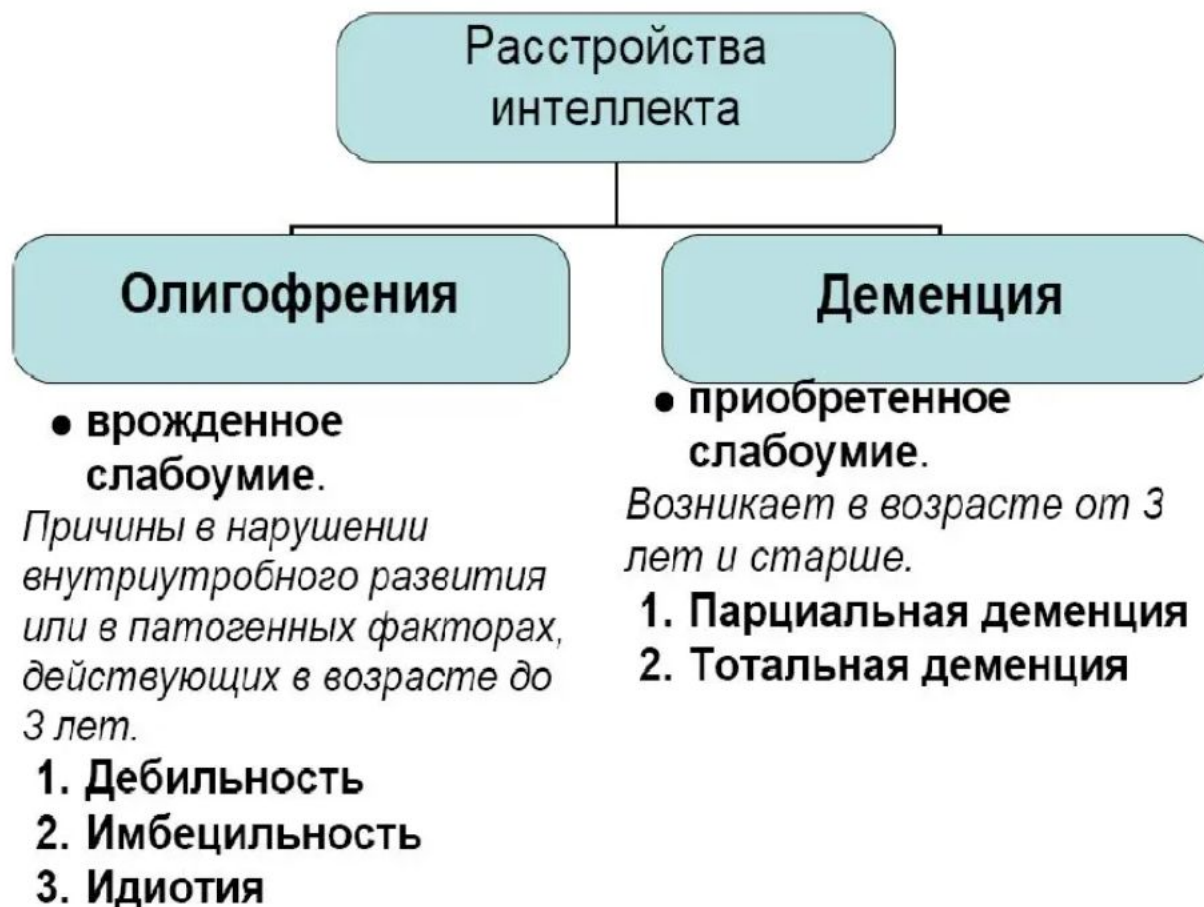 Расстройства
интеллекта
Олигофрения
• врожденное
слабоумие.
Причины в нарушении
внутриутробного развития
или в патогенных факторах,
действующих в возрасте до
3 лет.
1. Дебильность
2. Имбецильность
3. Идиотия
Деменция
• приобретенное
слабоумие.
Возникает в возрасте от 3
лет и старше.
1. Парциальная деменция
2. Тотальная деменция